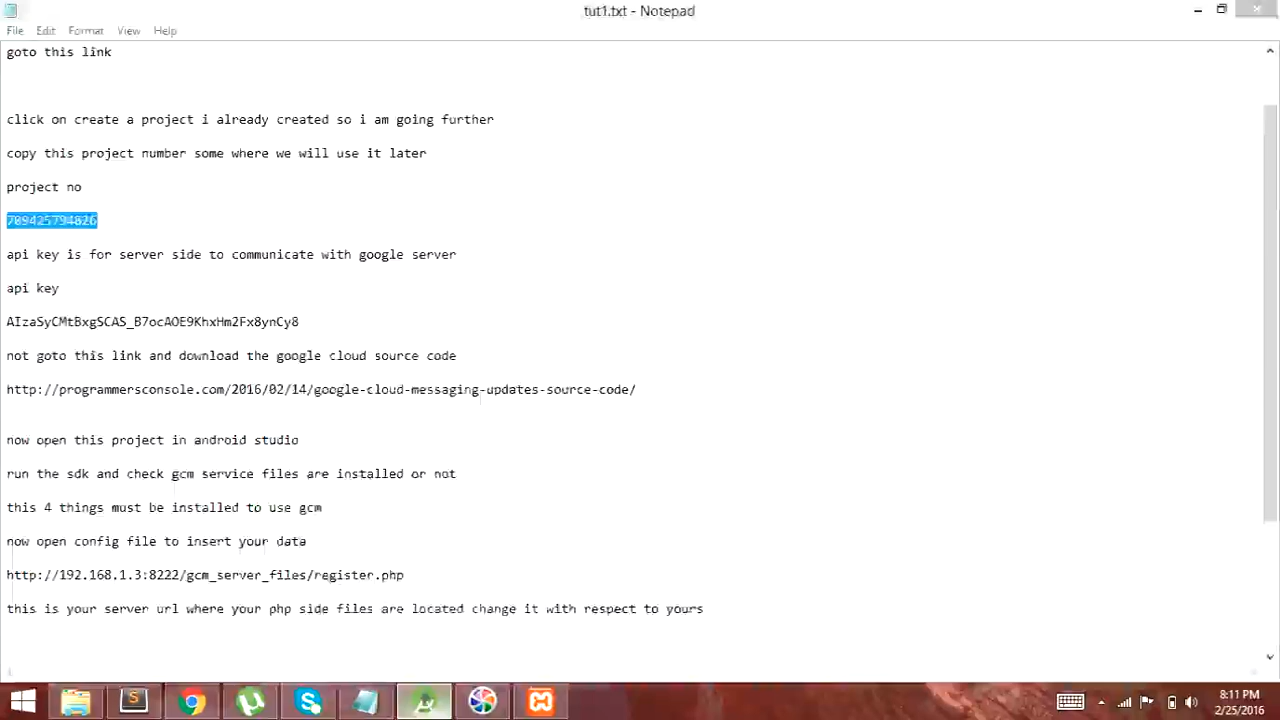 tut1.txt - Notepad
File Edit Format View Help
goto this link
click on create a project i already created so i am going further
copy this project number some where we will use it later
project no
709425794826
api key is for server side to communicate with google server
api key
AIzaSyCMtBxgSCAS_B7ocAOE9KhxHm2Fx8ynCy8
not goto this link and download the google cloud source code
http://programmersconsole.com/2016/02/14/google-cloud-messaging-updates-source-code/
now open this project in android studio
run the sdk and check gcm service files are installed or not
this 4 things must be installed to use gcm
now open config file to insert your data
http://192.168.1.3:8222/gcm_server_files/register.php
this is your server url where your php side files are located change it with respect to yours
8:11 PM
2/25/2016